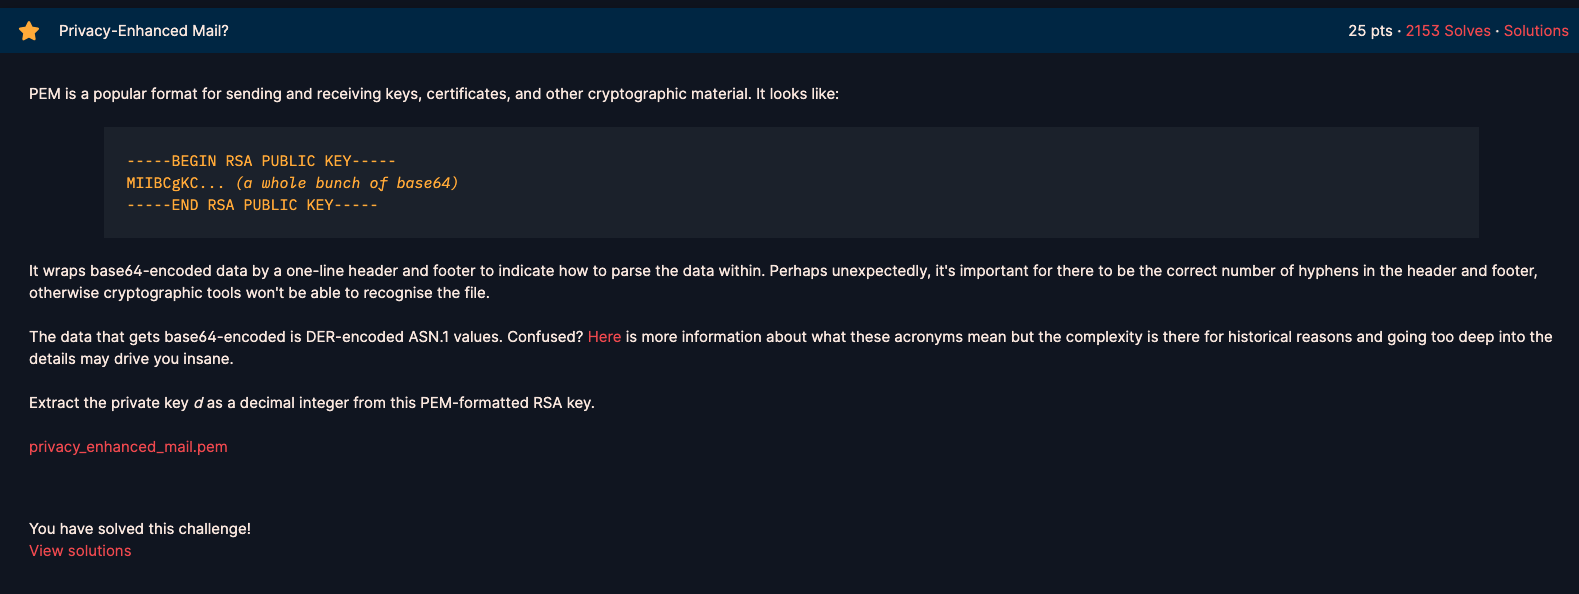 Privacy-Enhanced Mail?
25 pts · 2153 Solves · Solutions
PEM is a popular format for sending and receiving keys, certificates, and other cryptographic material. It looks like:
-----BEGIN RSA PUBLIC KEY-----
MIIBCgKC... (a whole bunch of base64)
-----END RSA PUBLIC KEY-----
It wraps base64-encoded data by a one-line header and footer to indicate how to parse the data within. Perhaps unexpectedly, it's important for there to be the correct number of hyphens in the header and footer,
otherwise cryptographic tools won't be able to recognise the file.
The data that gets base64-encoded is DER-encoded ASN.1 values. Confused? Here is more information about what these acronyms mean but the complexity is there for historical reasons and going too deep into the
details may drive you insane.
Extract the private key d as a decimal integer from this PEM-formatted RSA key.
privacy_enhanced_mail.pem
You have solved this challenge!
View solutions